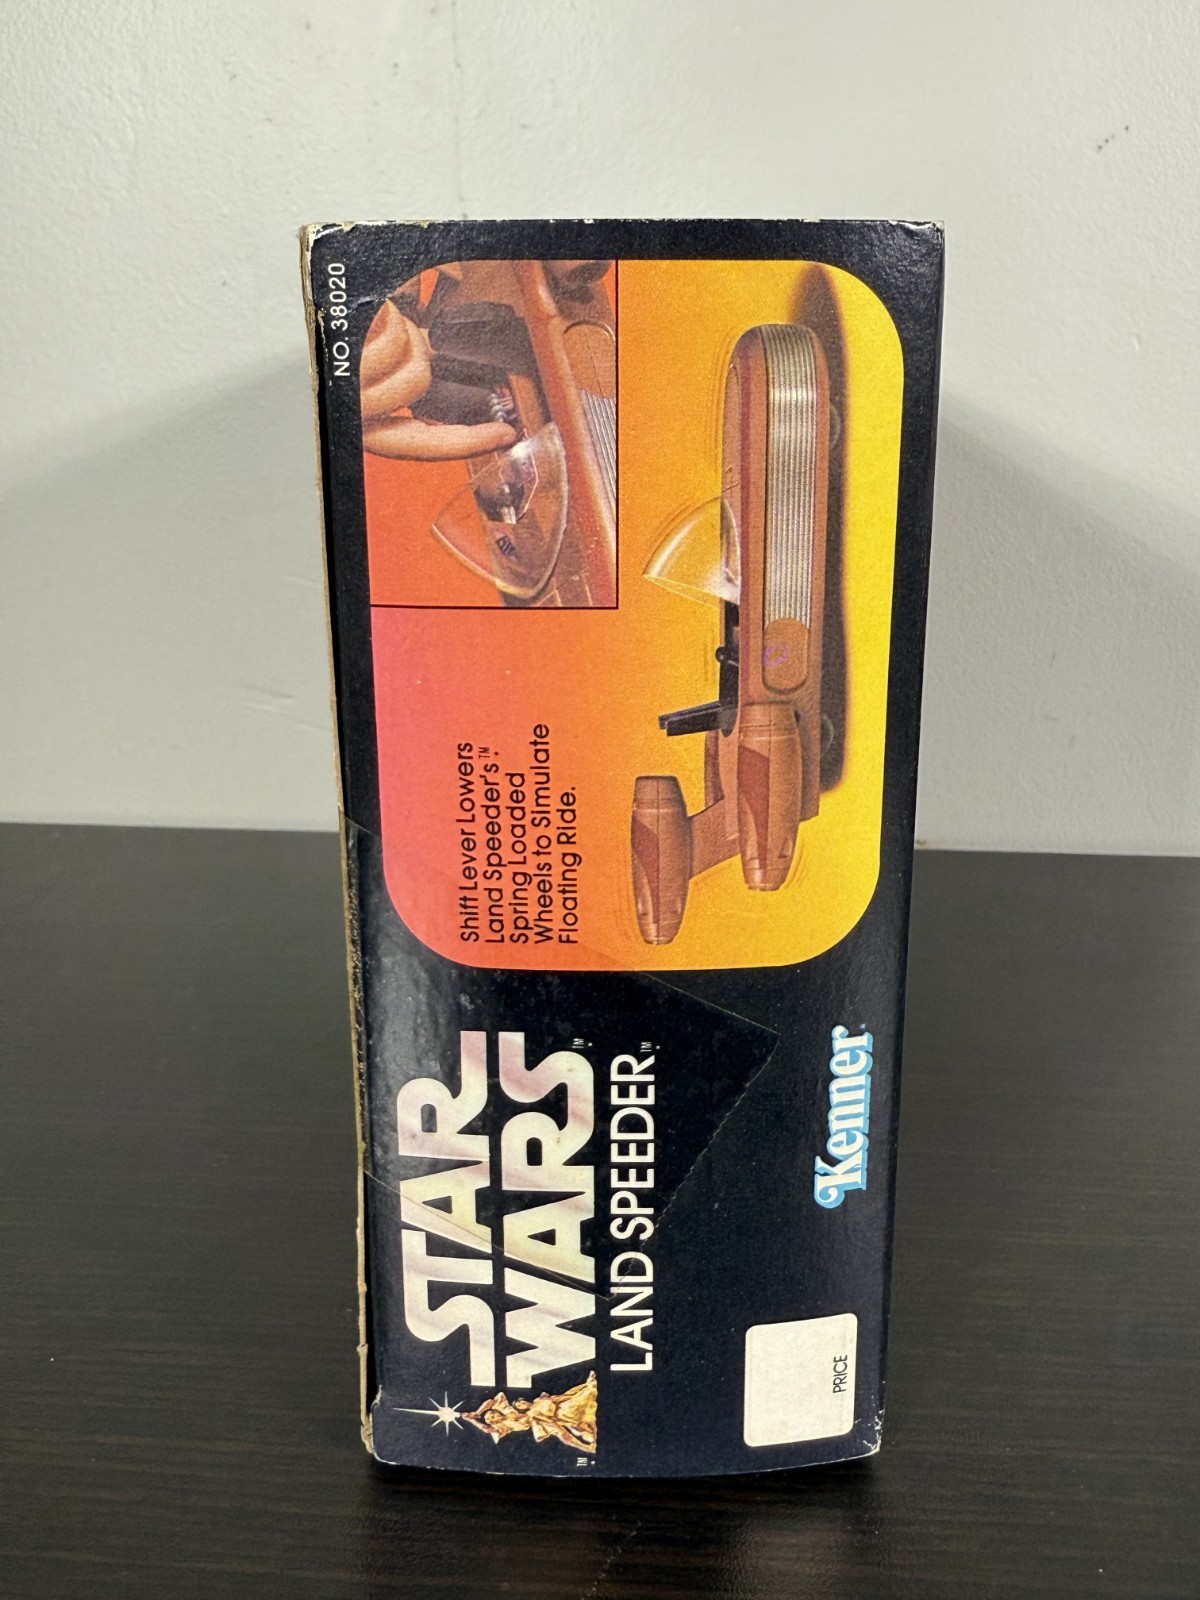 NO. 38020
Shift Lever Lowers
Land Speeder's™
Spring Loaded
Wheels to Simulate
Floating Ride.
STAR
WARS™
LAND SPEEDER™
TM
Kenner
PRICE